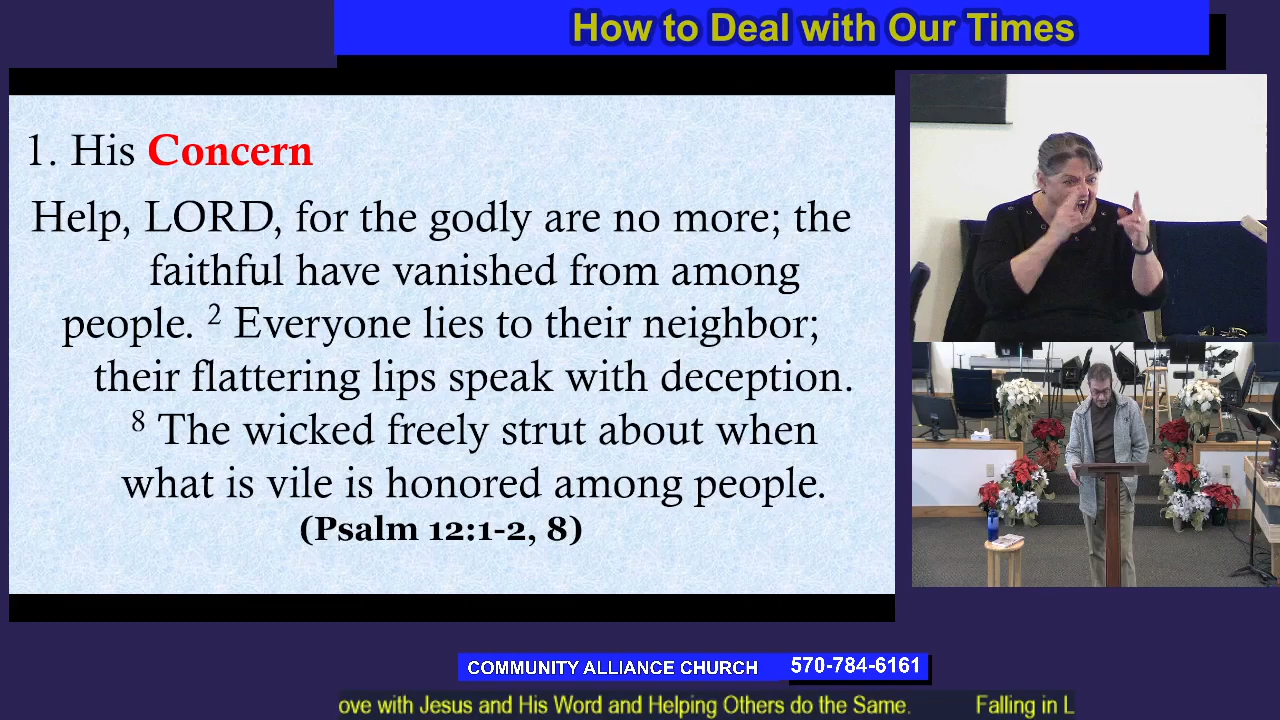 How to Deal with Our Times
1. His Concern
Help, LORD, for the godly are no more; the
faithful have vanished from among
people. ² Everyone lies to their neighbor;
their flattering lips speak with deception.
⁸ The wicked freely strut about when
what is vile is honored among people.
(Psalm 12:1-2, 8)
COMMUNITY ALLIANCE CHURCH 570-784-6161
ove with Jesus and His Word and Helping Others do the Same. Falling in L